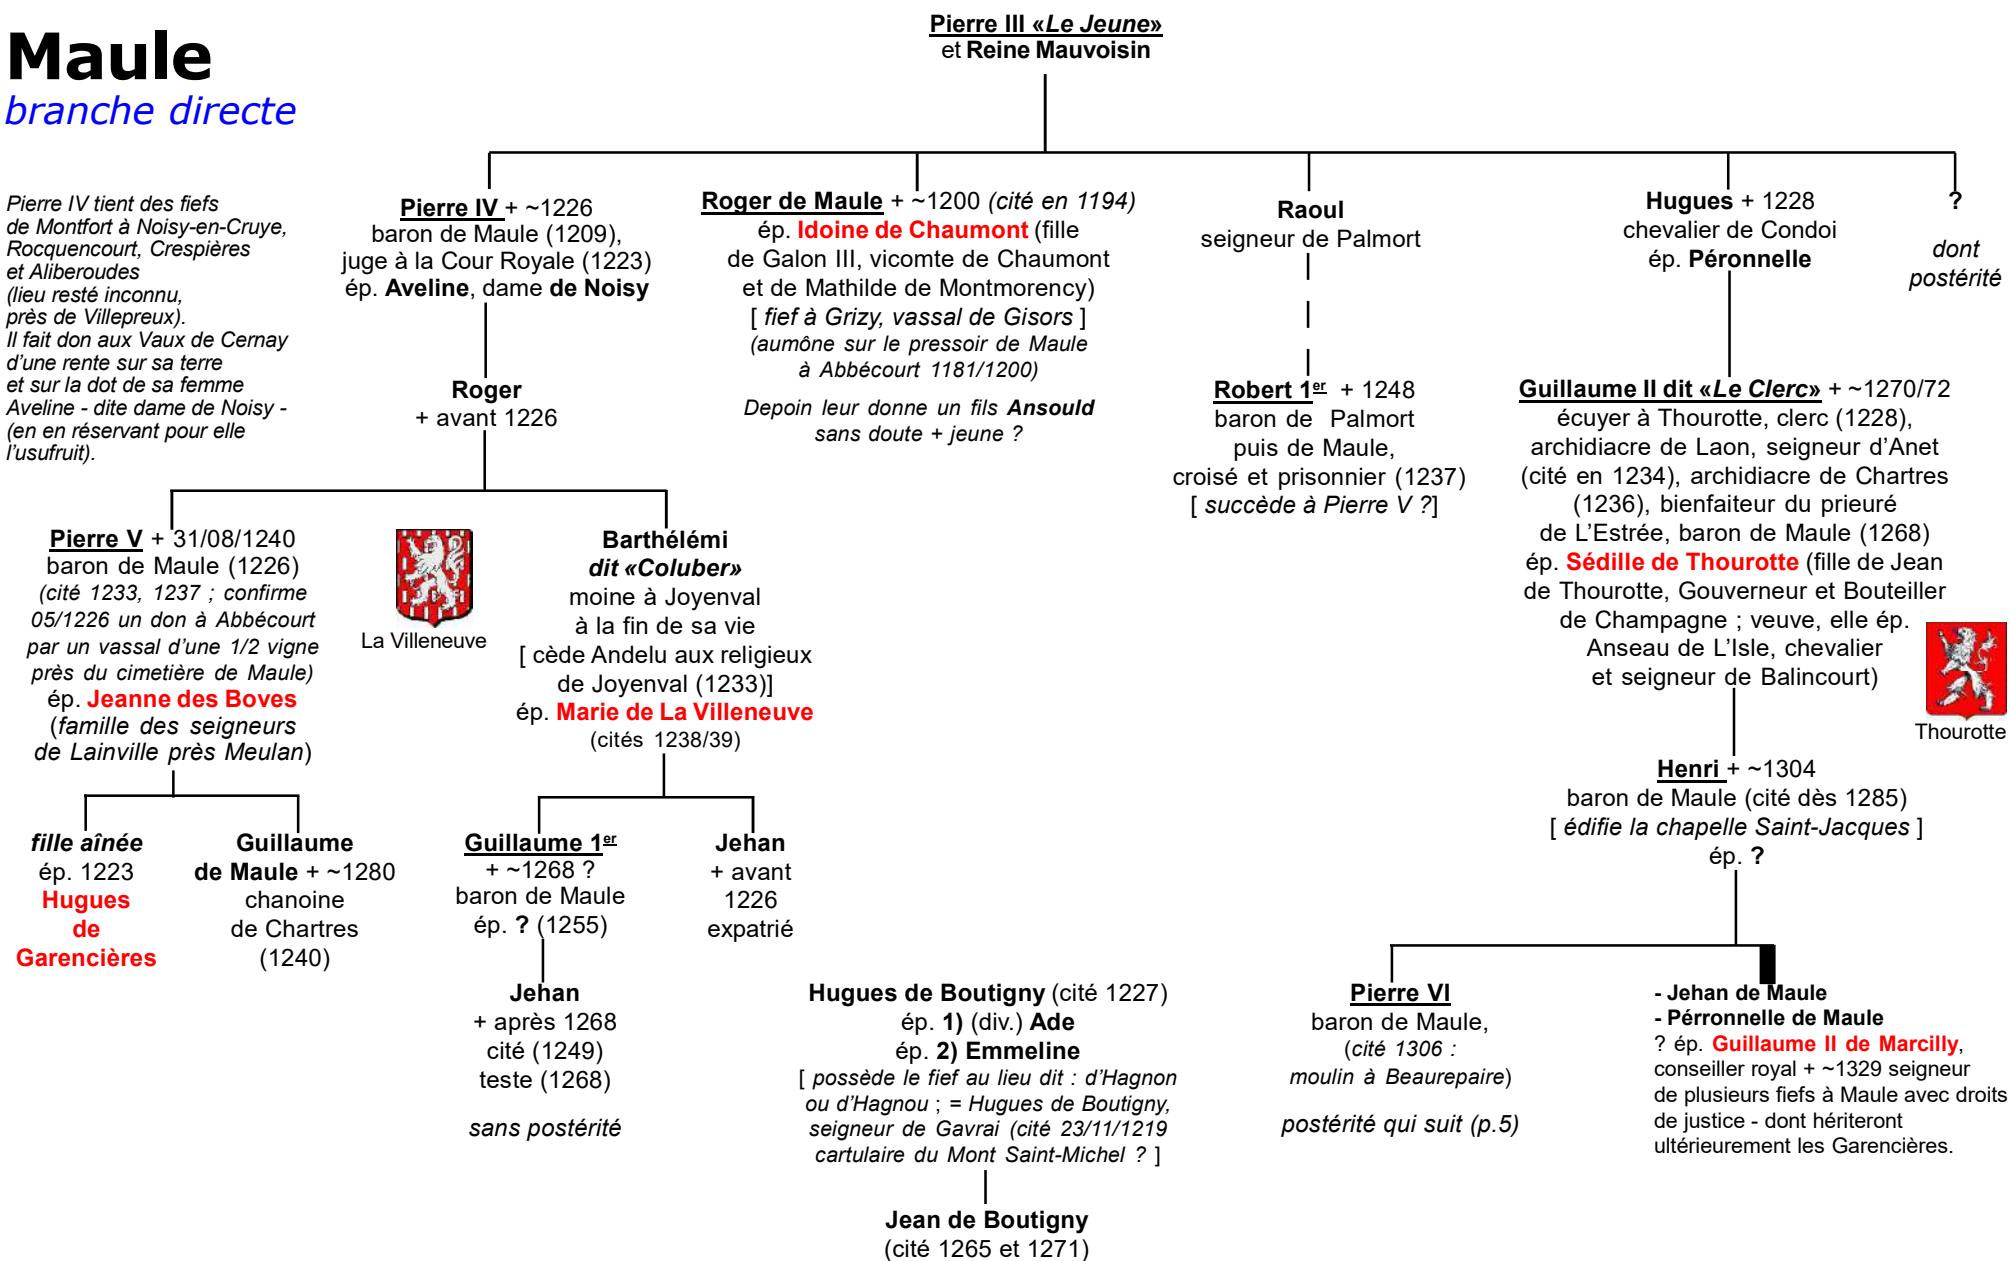 Maule
branche directe
Pierre III «Le Jeune»
et Reine Mauvoisin
Pierre IV tient des fiefs
de Montfort à Noisy-en-Cruye,
Rocquencourt, Crespières
et Aliberoudes
(lieu resté inconnu,
près de Villepreux).
Il fait don aux Vaux de Cernay
d'une rente sur sa terre
et sur la dot de sa femme
Aveline - dite dame de Noisy -
(en en réservant pour elle
l'usufruit).
Pierre IV + ~1226
baron de Maule (1209),
juge à la Cour Royale (1223)
ép. Aveline, dame de Noisy
Roger de Maule + ~1200 (cité en 1194)
ép. Idoine de Chaumont (fille
de Galon III, vicomte de Chaumont
et de Mathilde de Montmorency)
[ fief à Grizy, vassal de Gisors ]
(aumône sur le pressoir de Maule
à Abbécourt 1181/1200)
Depoin leur donne un fils Ansould
sans doute + jeune ?
Raoul
seigneur de Palmort
Hugues + 1228
chevalier de Condoi
ép. Péronnelle
?
dont
postérité
Roger
+ avant 1226
Robert 1er + 1248
baron de Palmort
puis de Maule,
croisé et prisonnier (1237)
[ succède à Pierre V ?]
Guillaume II dit «Le Clerc» + ~1270/72
écuyer à Thourotte, clerc (1228),
archidiacre de Laon, seigneur d'Anet
(cité en 1234), archidiacre de Chartres
(1236), bienfaiteur du prieuré
de L'Estrée, baron de Maule (1268)
ép. Sédille de Thourotte (fille de Jean
de Thourotte, Gouverneur et Bouteiller
de Champagne ; veuve, elle ép.
Anseau de L'Isle, chevalier
et seigneur de Balincourt)
Thourotte
Pierre V + 31/08/1240
baron de Maule (1226)
(cité 1233, 1237 ; confirme
05/1226 un don à Abbécourt
par un vassal d'une 1/2 vigne
près du cimetière de Maule)
ép. Jeanne des Boves
(famille des seigneurs
de Lainville près Meulan)
La Villeneuve
Barthélémi
dit «Coluber»
moine à Joyenval
à la fin de sa vie
[ cède Andelu aux religieux
de Joyenval (1233)]
ép. Marie de La Villeneuve
(cités 1238/39)
Henri + ~1304
baron de Maule (cité dès 1285)
[ édifie la chapelle Saint-Jacques ]
ép. ?
fille aînée
ép. 1223
Hugues
de
Garencières
Guillaume
de Maule + ~1280
chanoine
de Chartres
(1240)
Guillaume 1er
+ ~1268 ?
baron de Maule
ép. ? (1255)
Jehan
+ avant
1226
expatrié
Jehan
+ après 1268
cité (1249)
teste (1268)
sans postérité
Hugues de Boutigny (cité 1227)
ép. 1) (div.) Ade
ép. 2) Emmeline
[ possède le fief au lieu dit : d'Hagnon
ou d'Hagnou ; = Hugues de Boutigny,
seigneur de Gavrai (cité 23/11/1219
cartulaire du Mont Saint-Michel ? ]
Jean de Boutigny
(cité 1265 et 1271)
Pierre VI
baron de Maule,
(cité 1306 :
moulin à Beaurepaire)
postérité qui suit (p.5)
- Jehan de Maule
- Pérronnelle de Maule
? ép. Guillaume II de Marcilly,
conseiller royal + ~1329 seigneur
de plusieurs fiefs à Maule avec droits
de justice - dont hériteront
ultérieurement les Garencières.